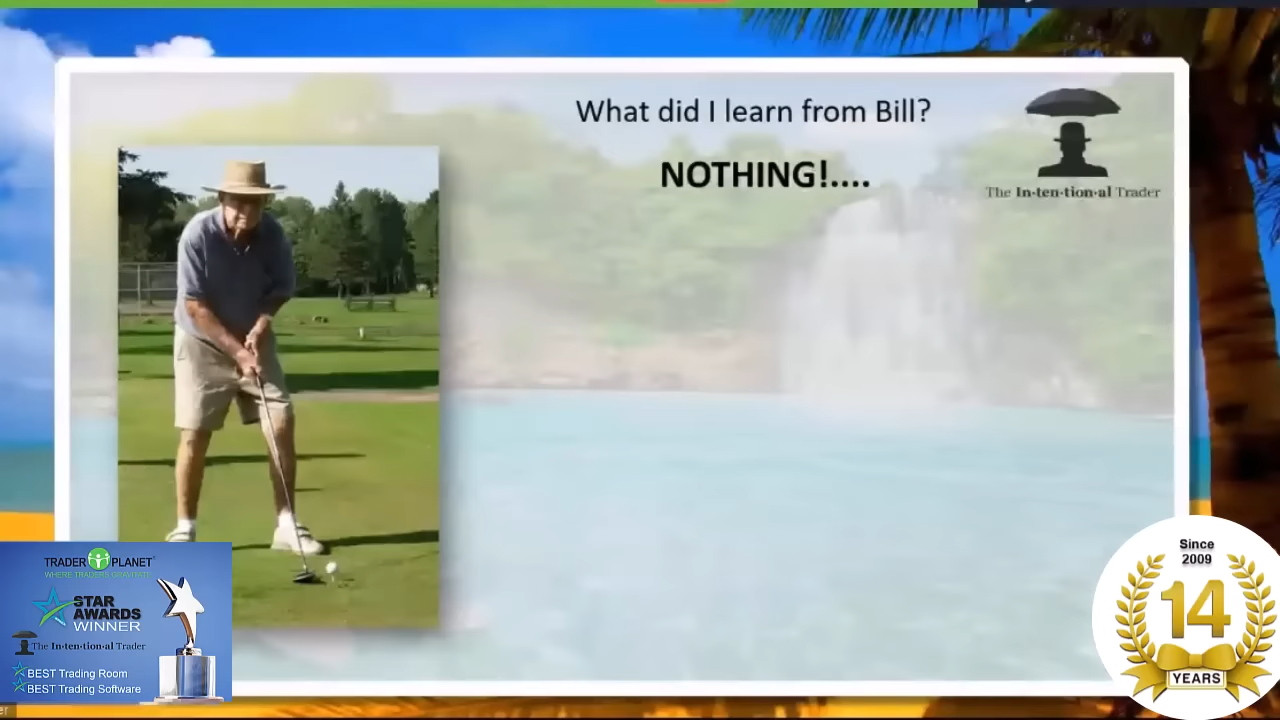 What did I learn from Bill?
NOTHING!....
The In·ten·tion·al Trader
TRADER PLANET
WHERE TRADERS GRAVITATE
STAR
AWARDS
WINNER
The In·ten·tion·al Trader
BEST Trading Room
BEST Trading Software
Since
2009
14
YEARS